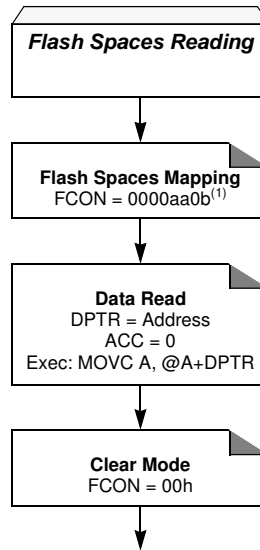 Flash Spaces Reading
Flash Spaces Mapping
FCON = 0000aa0b(1)
Data Read
DPTR = Address
ACC = 0
Exec: MOVC A, @A+DPTR
Clear Mode
FCON = 00h